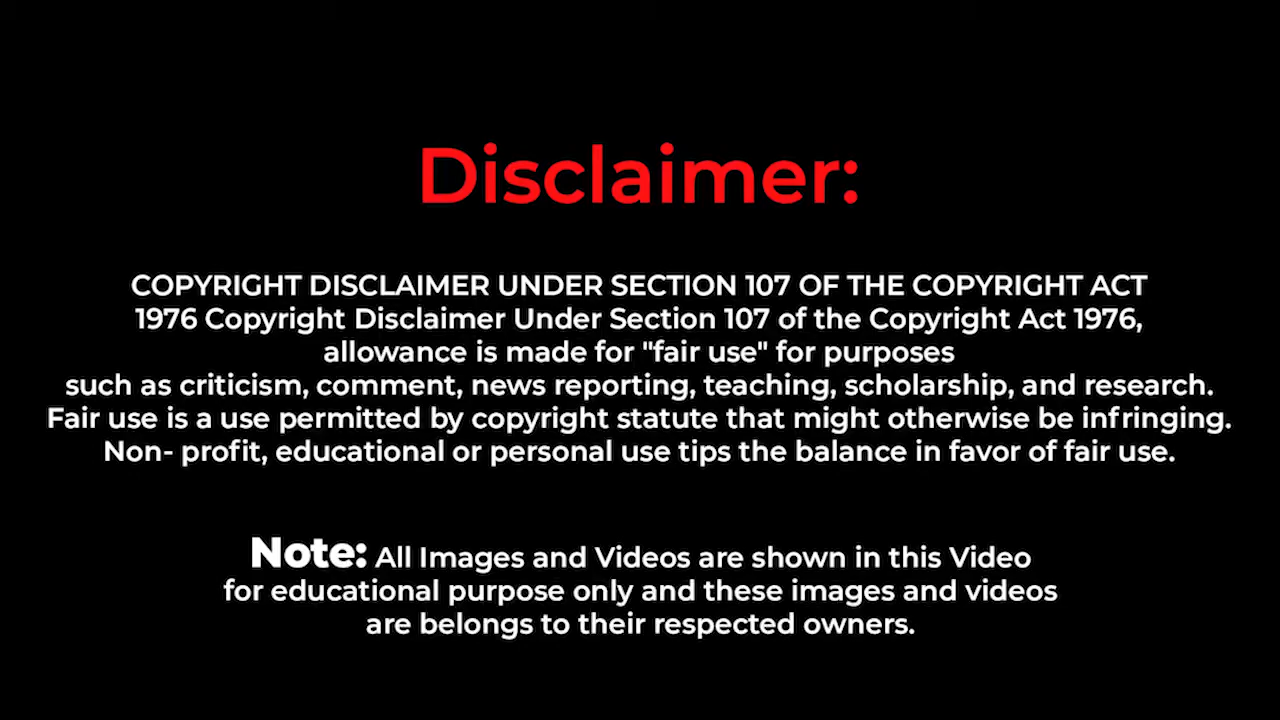 Disclaimer:
COPYRIGHT DISCLAIMER UNDER SECTION 107 OF THE COPYRIGHT ACT
1976 Copyright Disclaimer Under Section 107 of the Copyright Act 1976,
allowance is made for "fair use" for purposes
such as criticism, comment, news reporting, teaching, scholarship, and research.
Fair use is a use permitted by copyright statute that might otherwise be infringing.
Non- profit, educational or personal use tips the balance in favor of fair use.
Note: All Images and Videos are shown in this Video
for educational purpose only and these images and videos
are belongs to their respected owners.